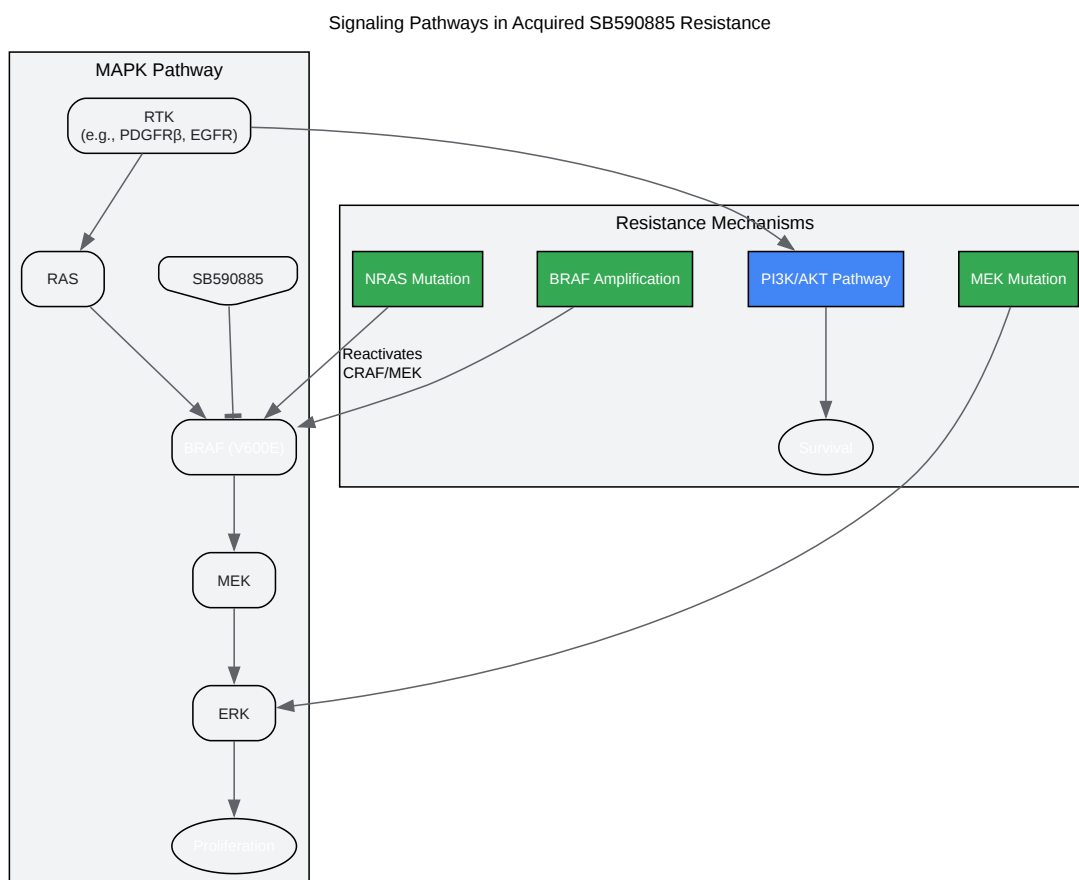 Signaling Pathways in Acquired SB590885 Resistance
MAPK Pathway
RTK
(e.g., PDGFRβ, EGFR)
Resistance Mechanisms
RAS
SB590885
NRAS Mutation
BRAF Amplification
PI3K/AKT Pathway
MEK Mutation
Reactivates
CRAF/MEK
BRAF (V600E)
Survival
MEK
ERK
Proliferation